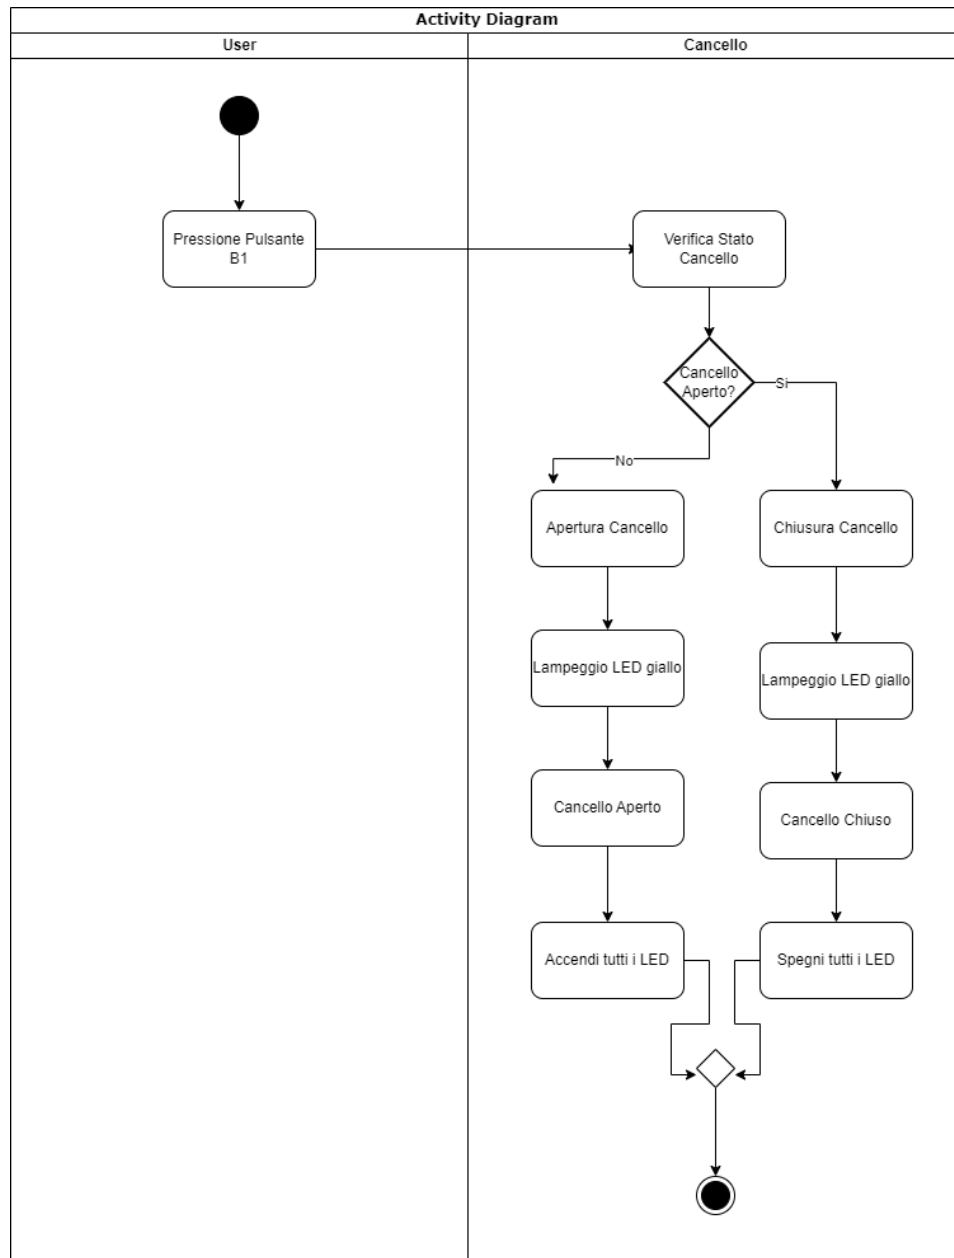 Activity Diagram
User
Cancello
Pressione Pulsante
B1
Verifica Stato
Cancello
Cancello
Aperto?
Si
No
Apertura Cancello
Chiusura Cancello
Lampeggio LED giallo
Lampeggio LED giallo
Cancello Aperto
Cancello Chiuso
Accendi tutti i LED
Spegni tutti i LED